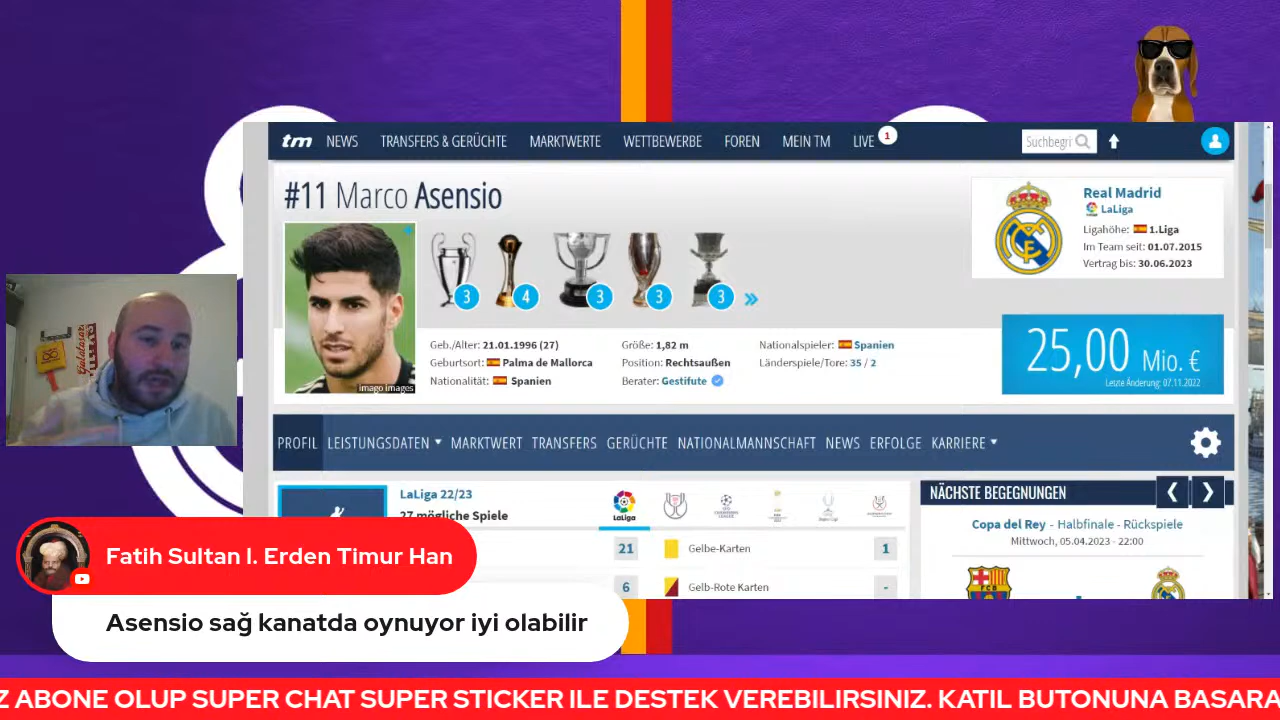 tm NEWS TRANSFERS & GERÜCHTE MARKTWERTE WETTBEWERBE FOREN MEIN TM LIVE 1 Suchbegri
#11 Marco Asensio
3 4 3 3 3 »
imago images
Real Madrid
LaLiga
Ligahöhe: 1.Liga
Im Team seit: 01.07.2015
Vertrag bis: 30.06.2023
Geb./Alter: 21.01.1996 (27)
Geburtsort: Palma de Mallorca
Nationalität: Spanien
Größe: 1,82 m
Position: Rechtsaußen
Berater: Gestifute
Nationalspieler: Spanien
Länderspiele/Tore: 35 / 2
25,00 Mio. €
Letzte Änderung: 07.11.2022
PROFIL LEISTUNGSDATEN MARKTWERT TRANSFERS GERÜCHTE NATIONALMANNSCHAFT NEWS ERFOLGE KARRIERE
LaLiga 22/23
27 mögliche Spiele
LaLiga
21 Gelbe-Karten 1
6 Gelb-Rote Karten -
NÄCHSTE BEGEGNUNGEN
Copa del Rey - Halbfinale - Rückspiele
Mittwoch, 05.04.2023 - 22:00
Fatih Sultan I. Erden Timur Han
Asensio sağ kanatda oynuyor iyi olabilir
Z ABONE OLUP SUPER CHAT SUPER STICKER ILE DESTEK VEREBILIRSINIZ. KATIL BUTONUNA BASARA